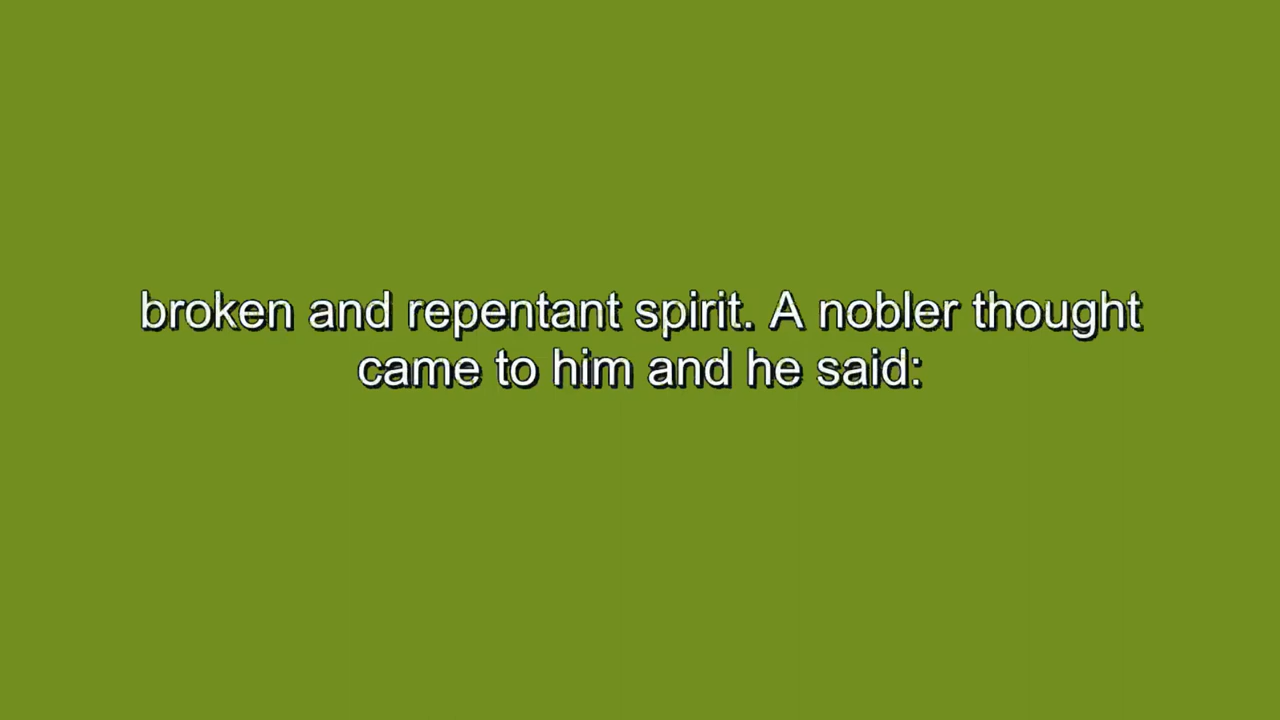 broken and repentant spirit. A nobler thought
came to him and he said: